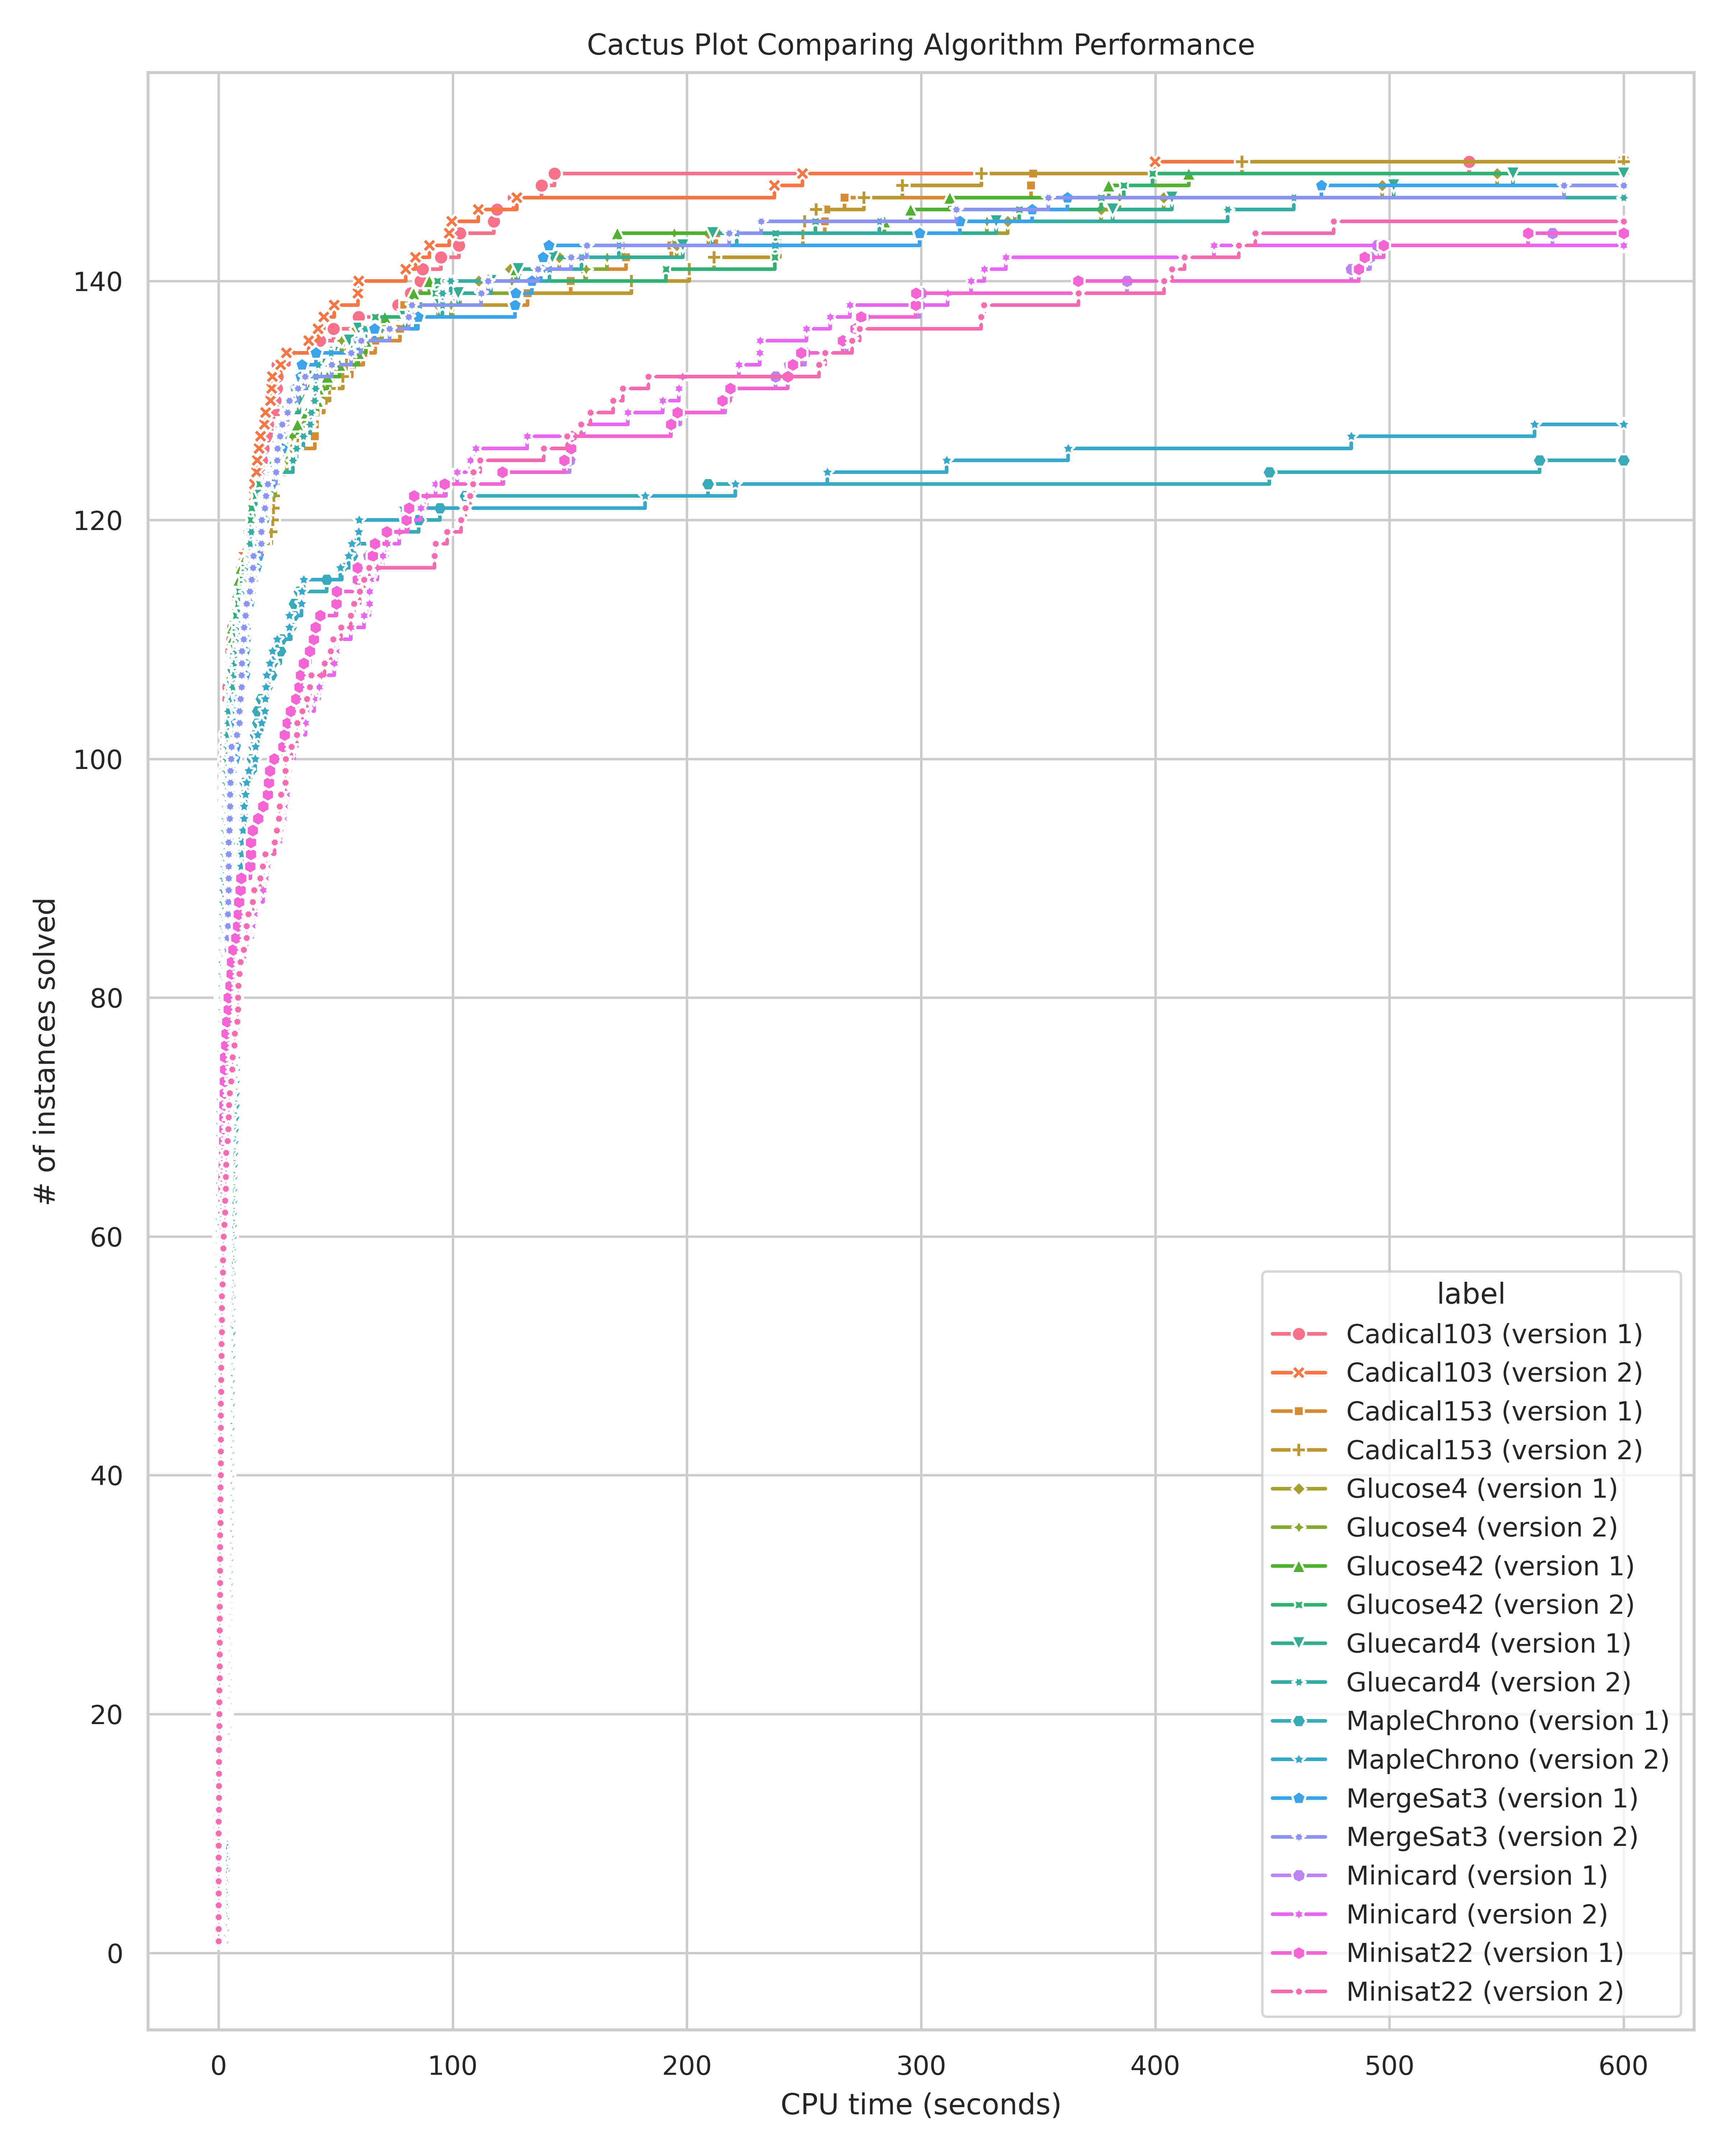 Cactus Plot Comparing Algorithm Performance
# of instances solved
140
120
100
80
60
40
20
0
label
Cadical103 (version 1)
Cadical103 (version 2)
Cadical153 (version 1)
Cadical153 (version 2)
Glucose4 (version 1)
Glucose4 (version 2)
Glucose42 (version 1)
Glucose42 (version 2)
Gluecard4 (version 1)
Gluecard4 (version 2)
MapleChrono (version 1)
MapleChrono (version 2)
MergeSat3 (version 1)
MergeSat3 (version 2)
Minicard (version 1)
Minicard (version 2)
Minisat22 (version 1)
Minisat22 (version 2)
0 100 200 300 400 500 600
CPU time (seconds)